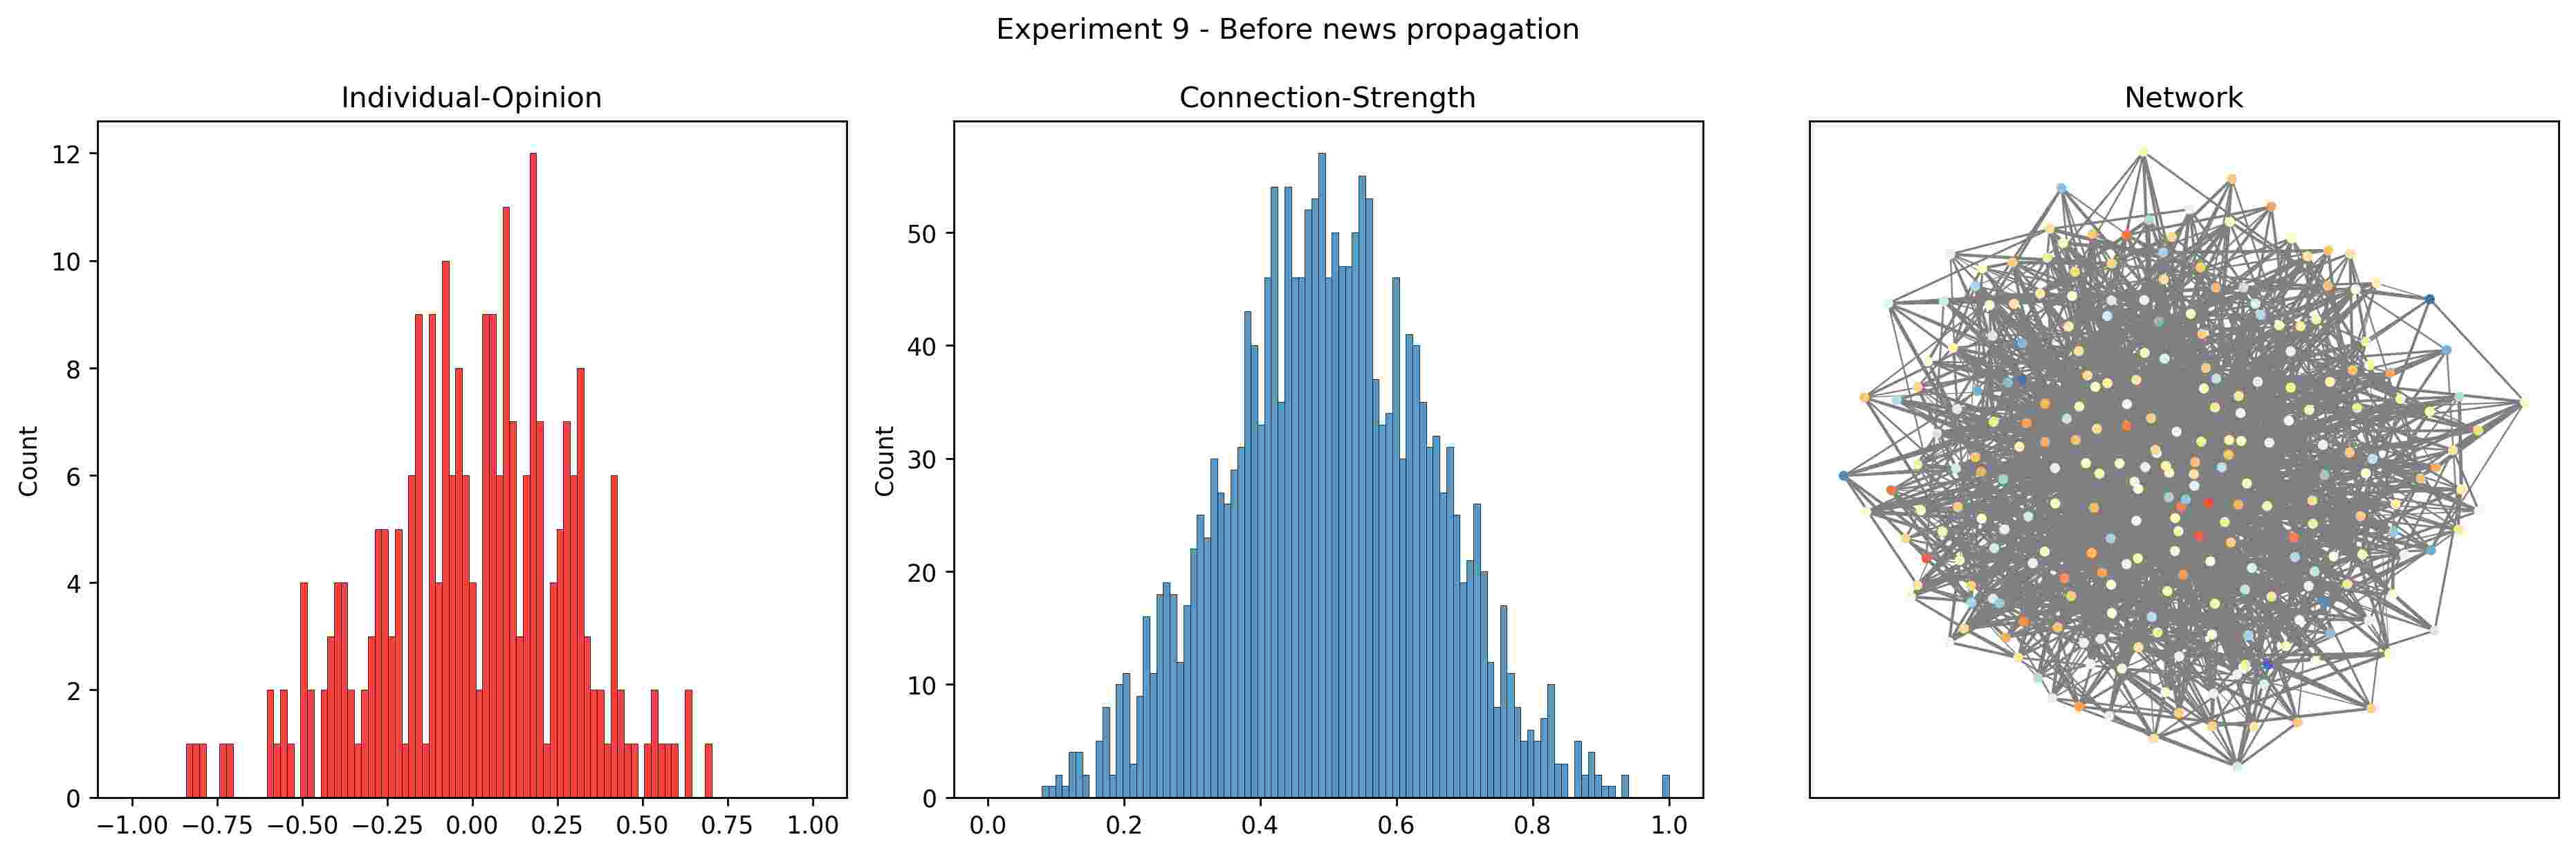 Experiment 9 - Before news propagation
Individual-Opinion
Count
12
10
8
6
4
2
0
−1.00 −0.75 −0.50 −0.25 0.00 0.25 0.50 0.75 1.00
Connection-Strength
Count
50
40
30
20
10
0
0.0 0.2 0.4 0.6 0.8 1.0
Network